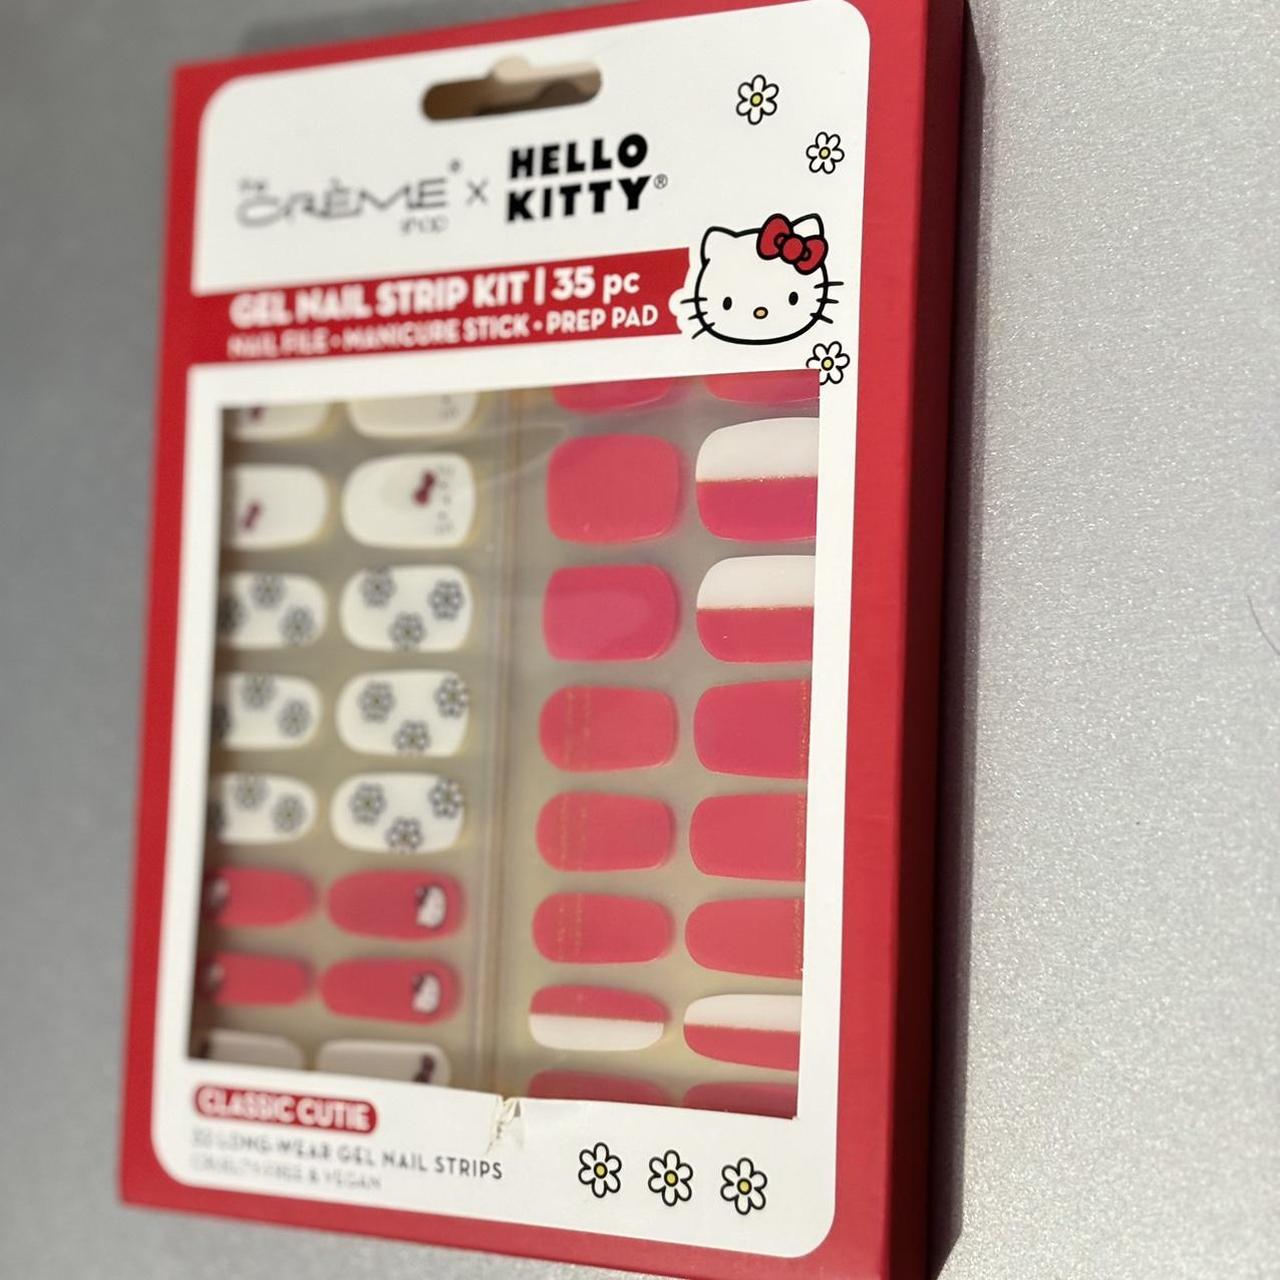 THE CRÈME SHOP® x HELLO KITTY®
GEL NAIL STRIP KIT | 35 pc
NAIL FILE • MANICURE STICK • PREP PAD
CLASSIC CUTIE
LONG-WEAR GEL NAIL STRIPS
CRUELTY-FREE & VEGAN